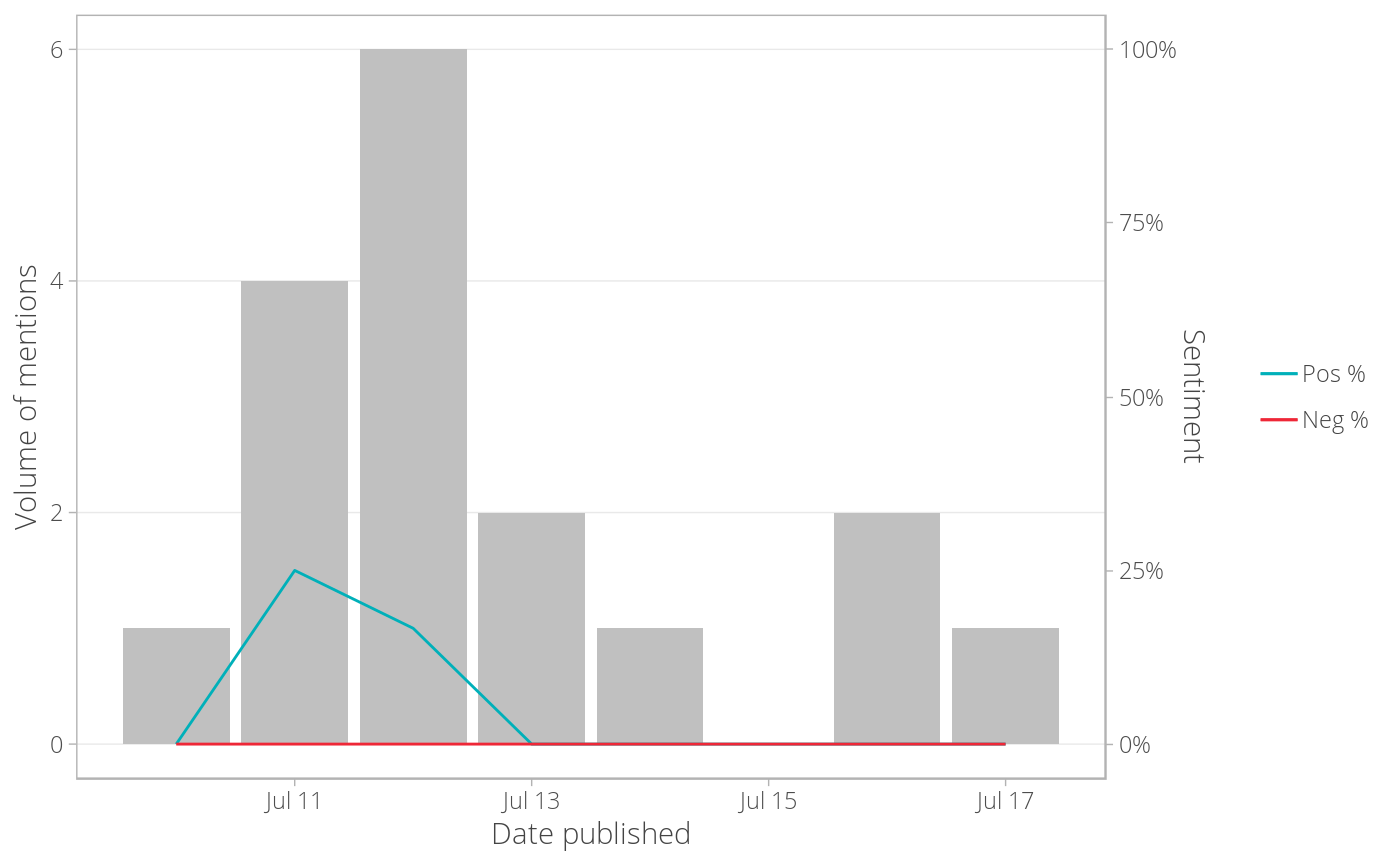 6
4
2
0
Volume of mentions
100%
75%
50%
25%
0%
Sentiment
Pos %
Neg %
Jul 11
Jul 13
Jul 15
Jul 17
Date published